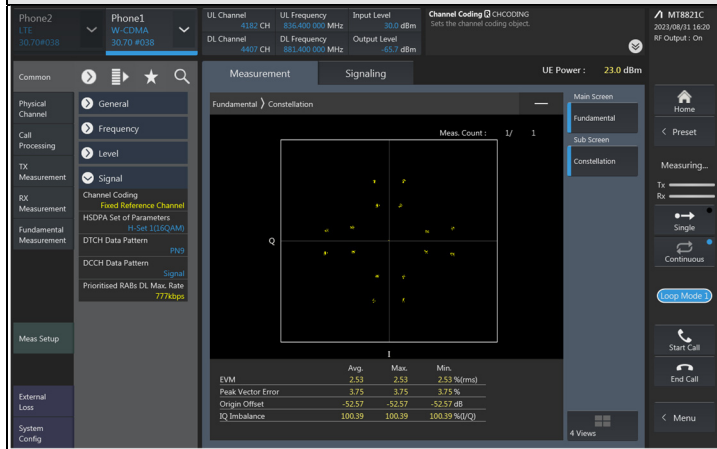 Phone2
LTE
30.70#038
Phone1
W-CDMA
30.70 #038
UL Channel
4182 CH
UL Frequency
836.400 000 MHz
Input Level
30.0 dBm
DL Channel
4407 CH
DL Frequency
881.400 000 MHz
Output Level
-65.7 dBm
Channel Coding CHCODING
Sets the channel coding object.
MT8821C
2023/08/31 16:20
RF Output : On
Common
Physical
Channel
Call
Processing
TX
Measurement
RX
Measurement
Fundamental
Measurement
Meas Setup
External
Loss
System
Config
General
Frequency
Level
Signal
Channel Coding
Fixed Reference Channel
HSDPA Set of Parameters
H-Set 1(16QAM)
DTCH Data Pattern
PN9
DCCH Data Pattern
Signal
Prioritised RABs DL Max. Rate
777kbps
Measurement
Signaling
UE Power : 23.0 dBm
Fundamental > Constellation
Meas. Count : 1/ 1
Q
I
Avg. Max. Min.
EVM 2.53 2.53 2.53 %(rms)
Peak Vector Error 3.75 3.75 3.75 %
Origin Offset -52.57 -52.57 -52.57 dB
IQ Imbalance 100.39 100.39 100.39 %(I/Q)
Main Screen
Fundamental
Sub Screen
Constellation
4 Views
Home
< Preset
Measuring...
Tx
Rx
Single
Continuous
Loop Mode 1
Start Call
End Call
< Menu